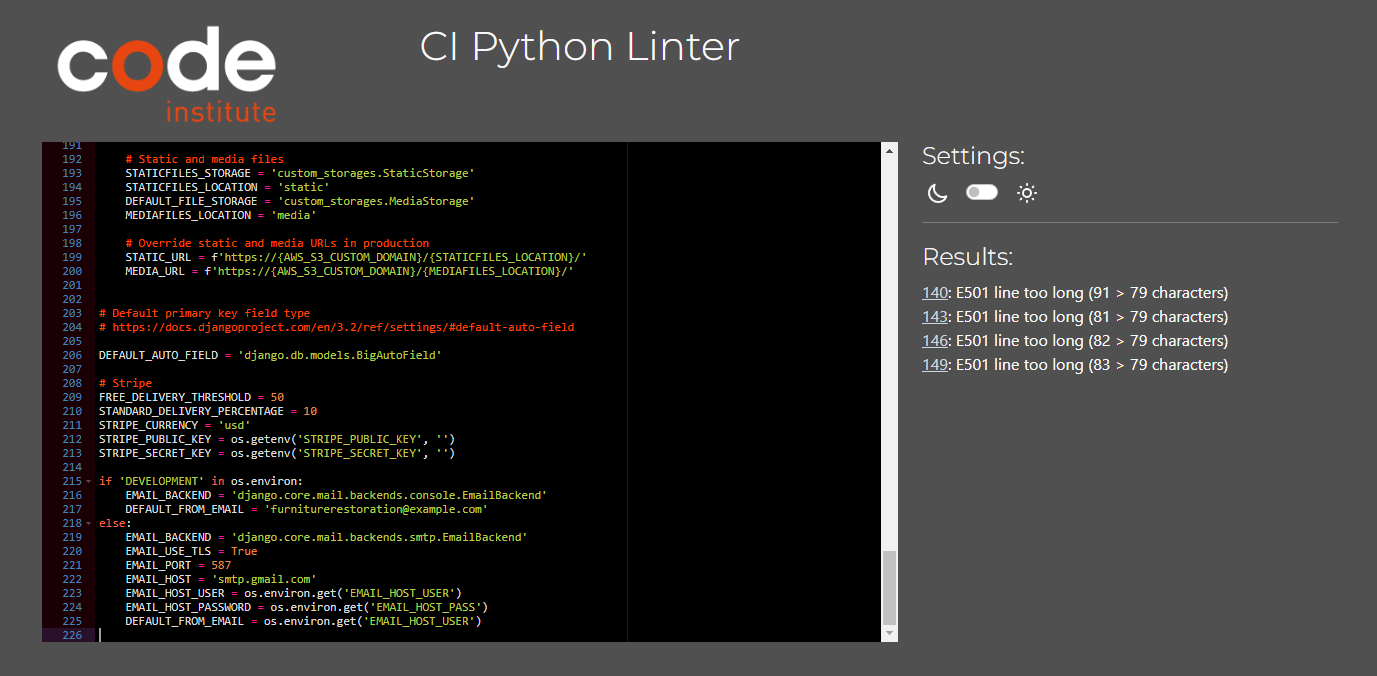 code
institute
CI Python Linter
191
192 # Static and media files
193 STATICFILES_STORAGE = 'custom_storages.StaticStorage'
194 STATICFILES_LOCATION = 'static'
195 DEFAULT_FILE_STORAGE = 'custom_storages.MediaStorage'
196 MEDIAFILES_LOCATION = 'media'
197
198 # Override static and media URLs in production
199 STATIC_URL = f'https://{AWS_S3_CUSTOM_DOMAIN}/{STATICFILES_LOCATION}/'
200 MEDIA_URL = f'https://{AWS_S3_CUSTOM_DOMAIN}/{MEDIAFILES_LOCATION}/'
201
202
203 # Default primary key field type
204 # https://docs.djangoproject.com/en/3.2/ref/settings/#default-auto-field
205
206 DEFAULT_AUTO_FIELD = 'django.db.models.BigAutoField'
207
208 # Stripe
209 FREE_DELIVERY_THRESHOLD = 50
210 STANDARD_DELIVERY_PERCENTAGE = 10
211 STRIPE_CURRENCY = 'usd'
212 STRIPE_PUBLIC_KEY = os.getenv('STRIPE_PUBLIC_KEY', '')
213 STRIPE_SECRET_KEY = os.getenv('STRIPE_SECRET_KEY', '')
214
215 if 'DEVELOPMENT' in os.environ:
216 EMAIL_BACKEND = 'django.core.mail.backends.console.EmailBackend'
217 DEFAULT_FROM_EMAIL = 'furniturerestoration@example.com'
218 else:
219 EMAIL_BACKEND = 'django.core.mail.backends.smtp.EmailBackend'
220 EMAIL_USE_TLS = True
221 EMAIL_PORT = 587
222 EMAIL_HOST = 'smtp.gmail.com'
223 EMAIL_HOST_USER = os.environ.get('EMAIL_HOST_USER')
224 EMAIL_HOST_PASSWORD = os.environ.get('EMAIL_HOST_PASS')
225 DEFAULT_FROM_EMAIL = os.environ.get('EMAIL_HOST_USER')
226
Settings:
Results:
140: E501 line too long (91 > 79 characters)
143: E501 line too long (81 > 79 characters)
146: E501 line too long (82 > 79 characters)
149: E501 line too long (83 > 79 characters)